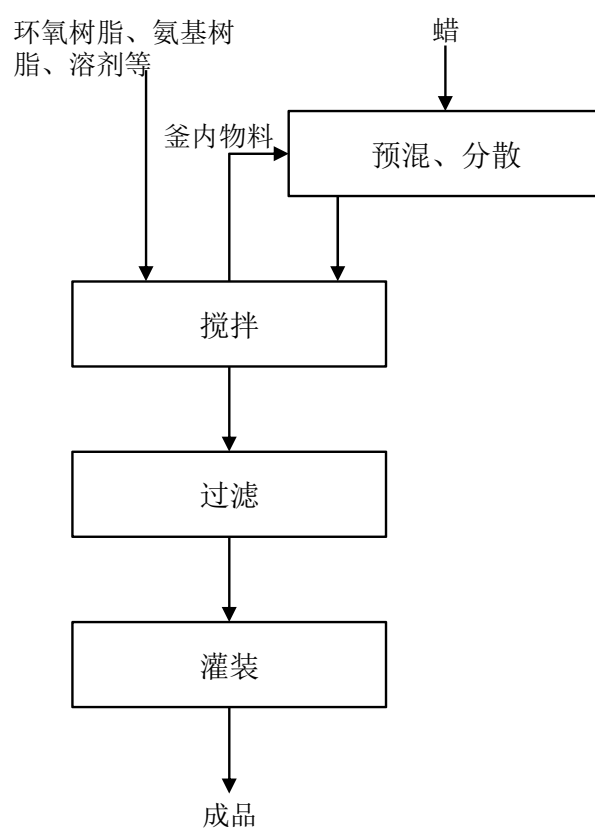 环氧树脂、氨基树
脂、溶剂等
蜡
釜内物料
预混、分散
搅拌
过滤
灌装
成品